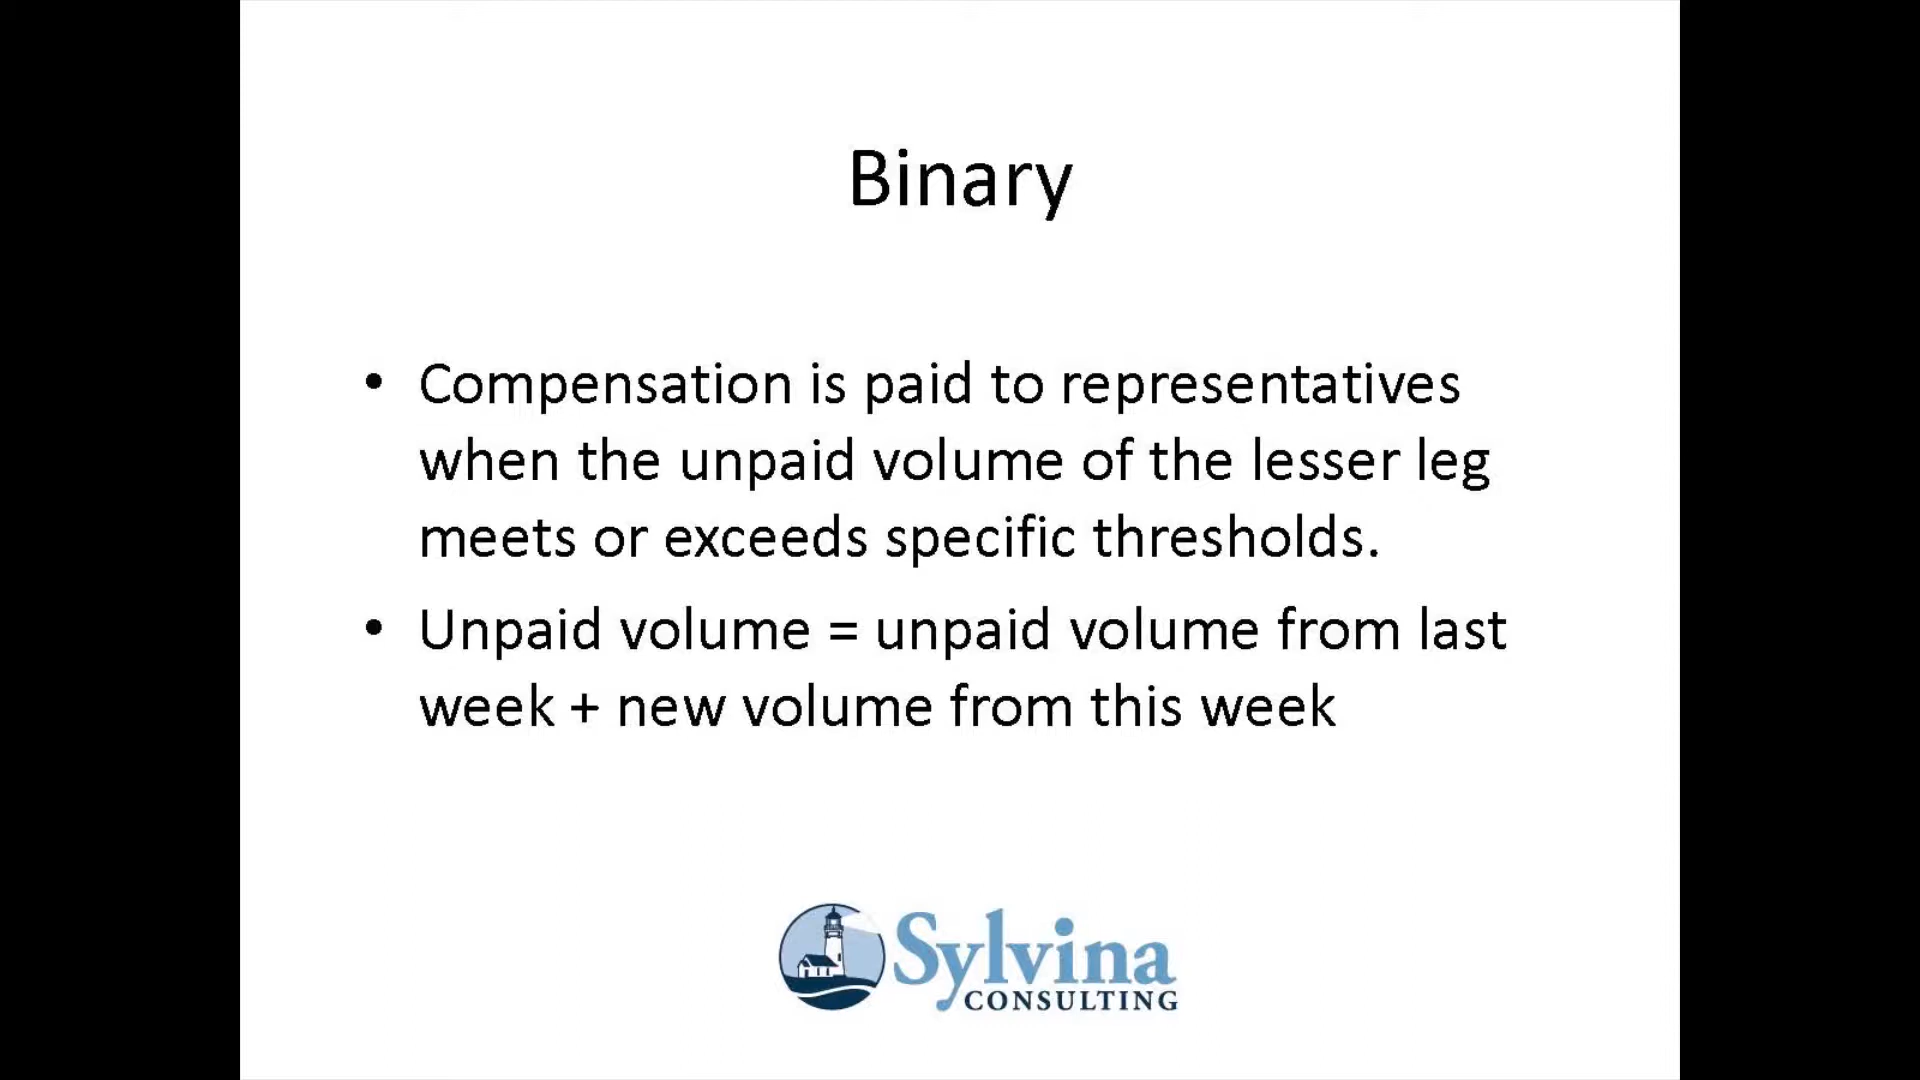 Binary
• Compensation is paid to representatives
when the unpaid volume of the lesser leg
meets or exceeds specific thresholds.
• Unpaid volume = unpaid volume from last
week + new volume from this week
Sylvina
CONSULTING